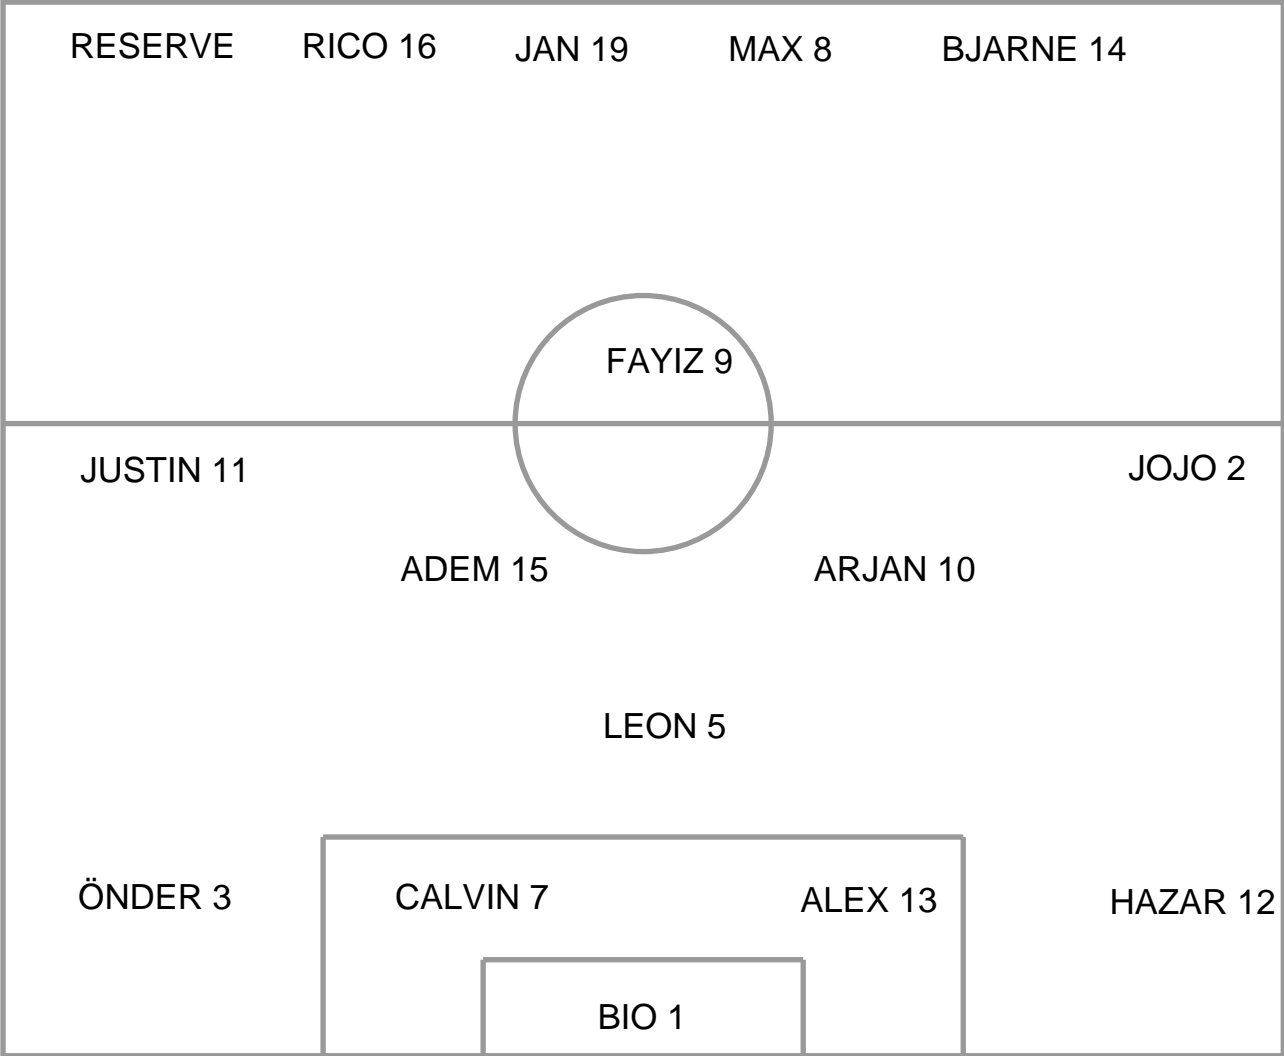 RESERVE RICO 16 JAN 19 MAX 8 BJARNE 14
FAYIZ 9
JUSTIN 11 JOJO 2
ADEM 15 ARJAN 10
LEON 5
ÖNDER 3 CALVIN 7 ALEX 13 HAZAR 12
BIO 1